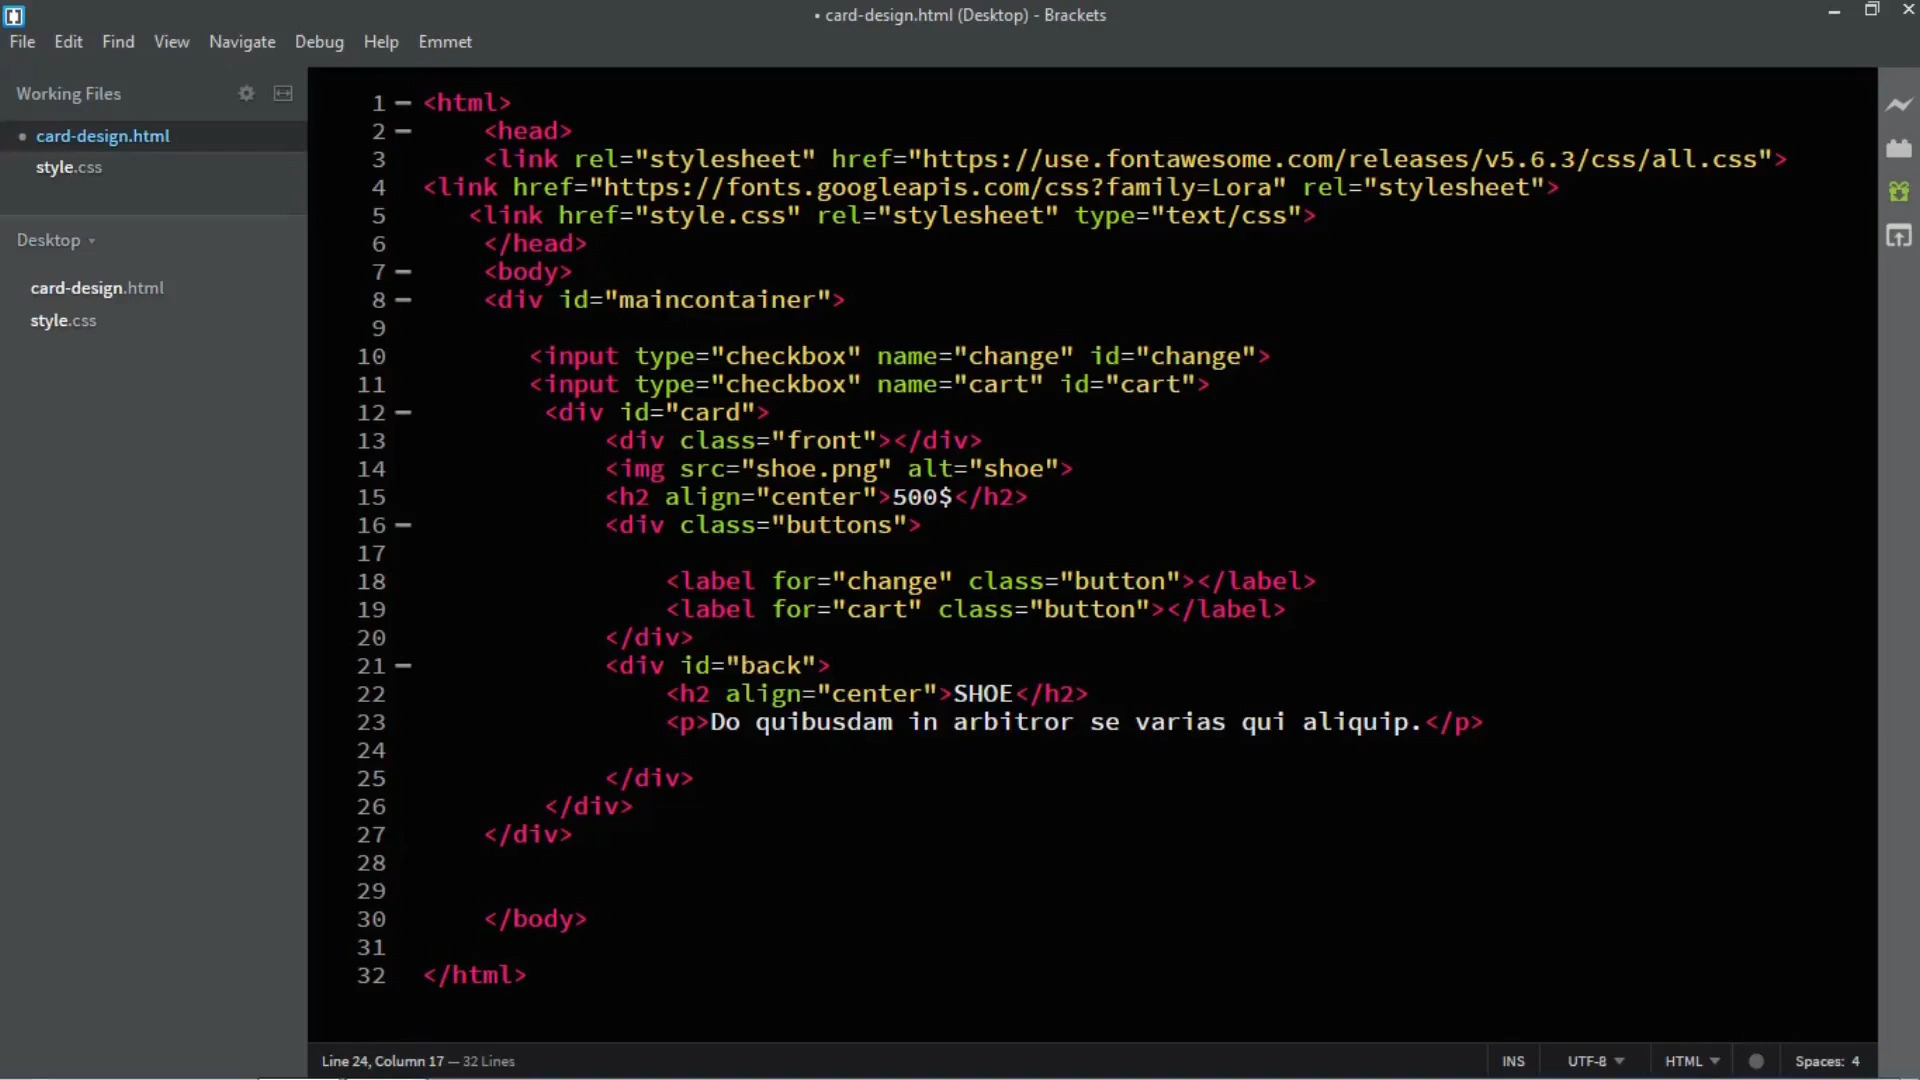 • card-design.html (Desktop) - Brackets
File Edit Find View Navigate Debug Help Emmet
Working Files
card-design.html
style.css
Desktop
card-design.html
style.css
1 <html>
2 <head>
3 <link rel="stylesheet" href="https://use.fontawesome.com/releases/v5.6.3/css/all.css">
4 <link href="https://fonts.googleapis.com/css?family=Lora" rel="stylesheet">
5 <link href="style.css" rel="stylesheet" type="text/css">
6 </head>
7 <body>
8 <div id="maincontainer">
9
10 <input type="checkbox" name="change" id="change">
11 <input type="checkbox" name="cart" id="cart">
12 <div id="card">
13 <div class="front"></div>
14 <img src="shoe.png" alt="shoe">
15 <h2 align="center">500$</h2>
16 <div class="buttons">
17
18 <label for="change" class="button"></label>
19 <label for="cart" class="button"></label>
20 </div>
21 <div id="back">
22 <h2 align="center">SHOE</h2>
23 <p>Do quibusdam in arbitror se varias qui aliquip.</p>
24
25 </div>
26 </div>
27 </div>
28
29
30 </body>
31
32 </html>
Line 24, Column 17 — 32 Lines
INS UTF-8 HTML Spaces: 4